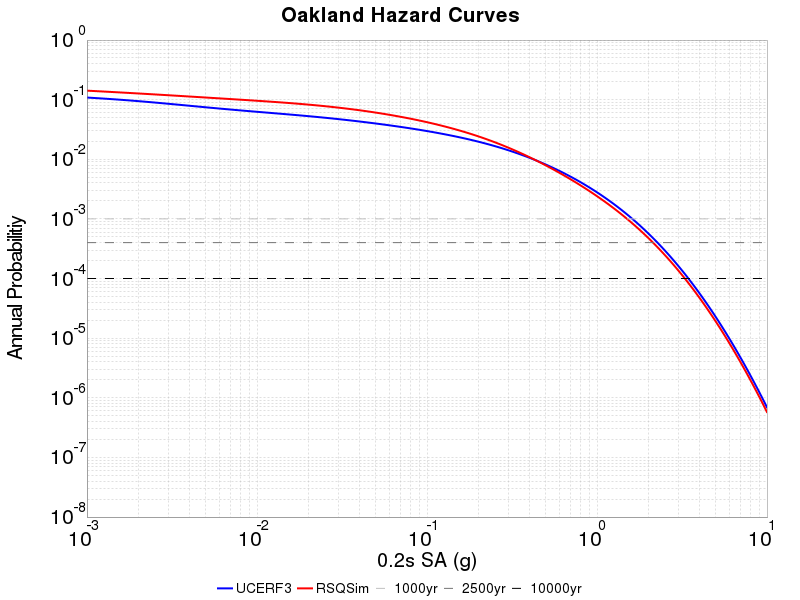 Oakland Hazard Curves
Annual Probabilitiy
10^0
10^-1
10^-2
10^-3
10^-4
10^-5
10^-6
10^-7
10^-8
10^-3 10^-2 10^-1 10^0 10^1
0.2s SA (g)
UCERF3 RSQSim 1000yr 2500yr 10000yr